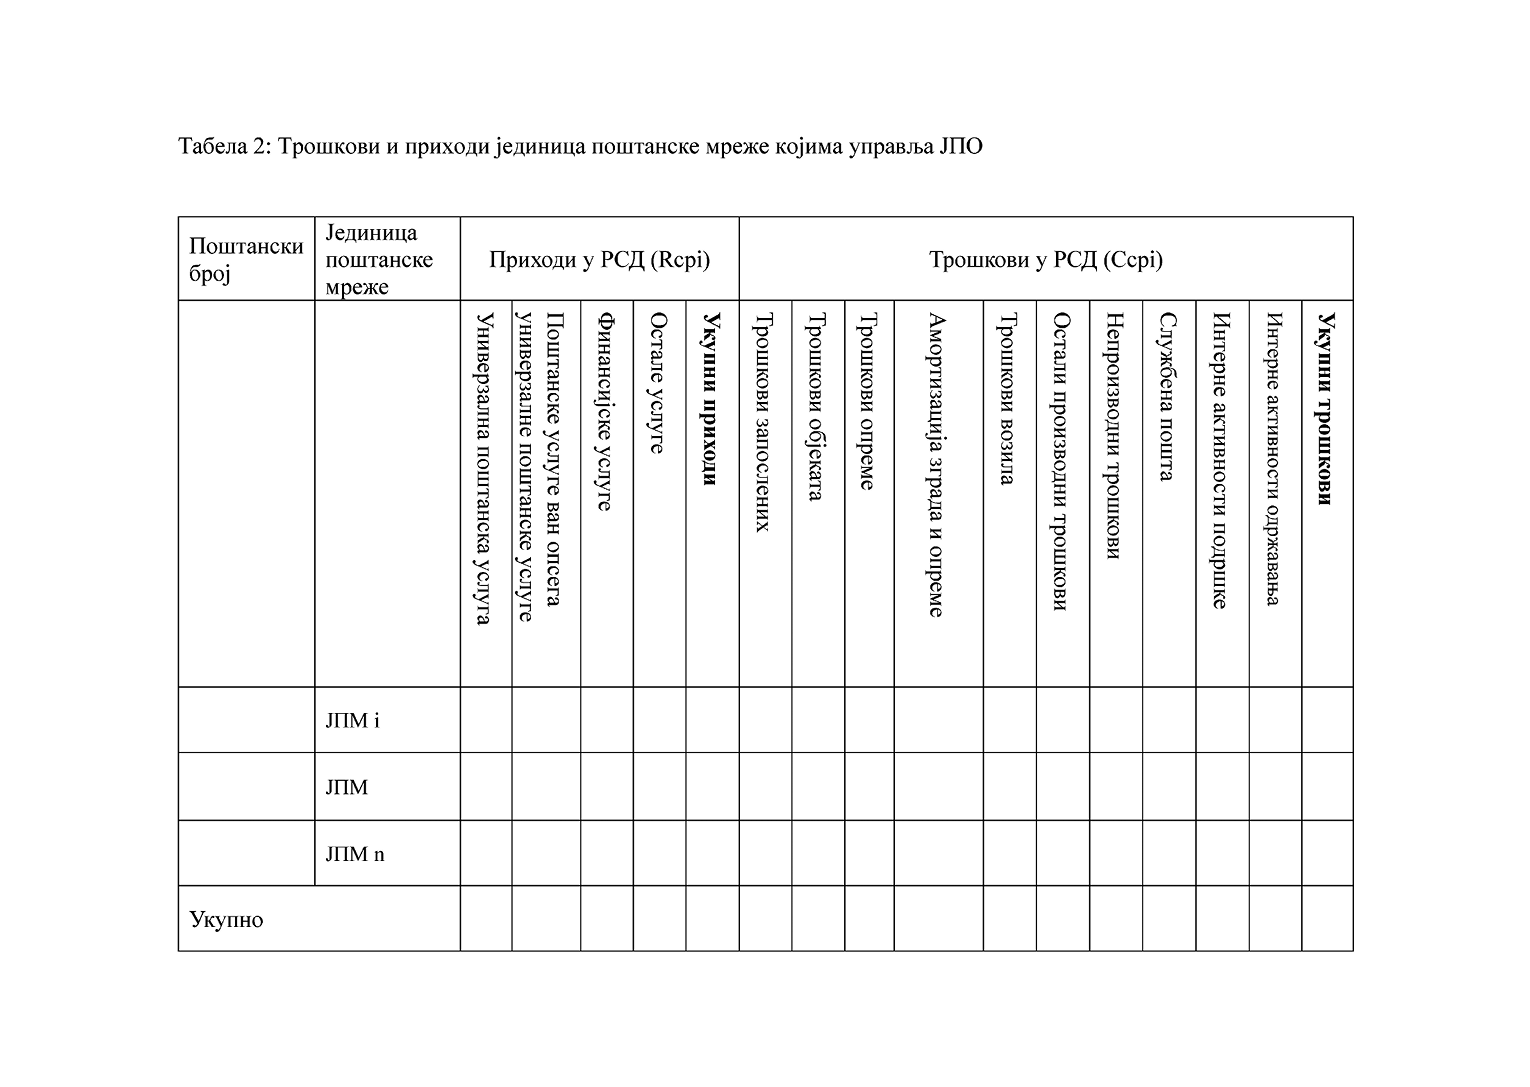 Табела 2: Трошкови и приходи јединица поштанске мреже којима управља ЈПО
Поштански
број
Јединица
поштанске
мреже
Приходи у РСД (Rcpi)
Трошкови у РСД (Ccpi)
Универзална поштанска услуга
Поштанске услуге ван опсега
универзалне поштанске услуге
Финансијске услуге
Остале услуге
Укупни приходи
Трошкови запослених
Трошкови објеката
Трошкови опреме
Амортизација зграда и опреме
Трошкови возила
Остали производни трошкови
Непроизводни трошкови
Службена пошта
Интерне активности подршке
Интерне активности одржавања
Укупни трошкови
ЈПМ i
ЈПМ
ЈПМ n
Укупно